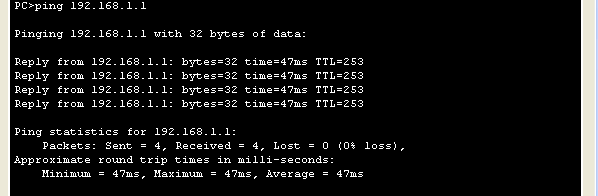 PC>ping 192.168.1.1
Pinging 192.168.1.1 with 32 bytes of data:
Reply from 192.168.1.1: bytes=32 time=47ms TTL=253
Reply from 192.168.1.1: bytes=32 time=47ms TTL=253
Reply from 192.168.1.1: bytes=32 time=47ms TTL=253
Reply from 192.168.1.1: bytes=32 time=47ms TTL=253
Ping statistics for 192.168.1.1:
Packets: Sent = 4, Received = 4, Lost = 0 (0% loss),
Approximate round trip times in milli-seconds:
Minimum = 47ms, Maximum = 47ms, Average = 47ms